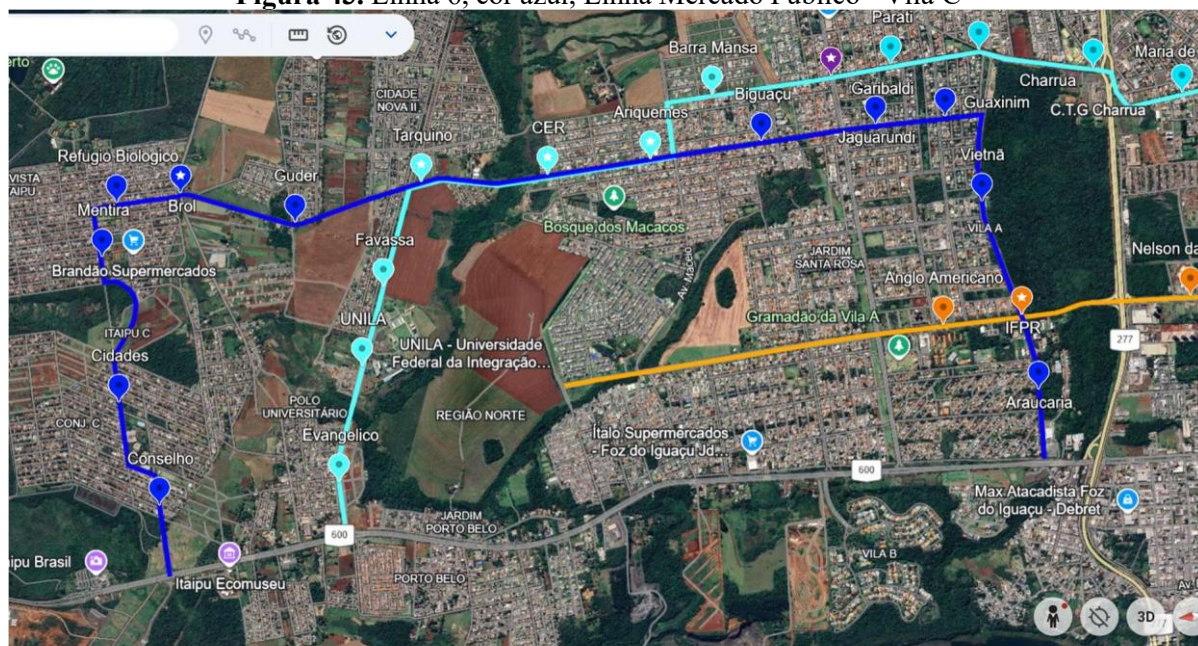 Figura 43. Linha 6, cor azul, Linha Mercado Público - Vila C
erto
CIDADE
NOVA II
Tarquino
CER
Ariquemes
Barra Mansa
Biguaçu
Parati
Garibaldi
Jaguarundi
Guaxinim
Charrua
C.T.G Charrua
Maria de
Refugio Biologico
VISTA
TAIPU
Mentira
Brol
Guder
Brandão Supermercados
Favassa
Bosque dos Macacos
Av. Maceió
JARDIM
SANTA ROSA
Vietnã
VILA A
Nelson da
Anglo Americano
Gramadão da Vila A
IFPR
277
ITAIPU C
Cidades
UNILA
UNILA - Universidade
Federal da Integração...
POLO
UNIVERSITÁRIO
REGIÃO NORTE
CONJ. C
Evangelico
Araucaria
Ítalo Supermercados
- Foz do Iguaçu Jd...
600
Conselho
Max Atacadista Foz
do Iguaçu - Debret
JARDIM
PORTO BELO
600
VILA B
ipu Brasil
Itaipu Ecomuseu
PORTO BELO
Av.
3D